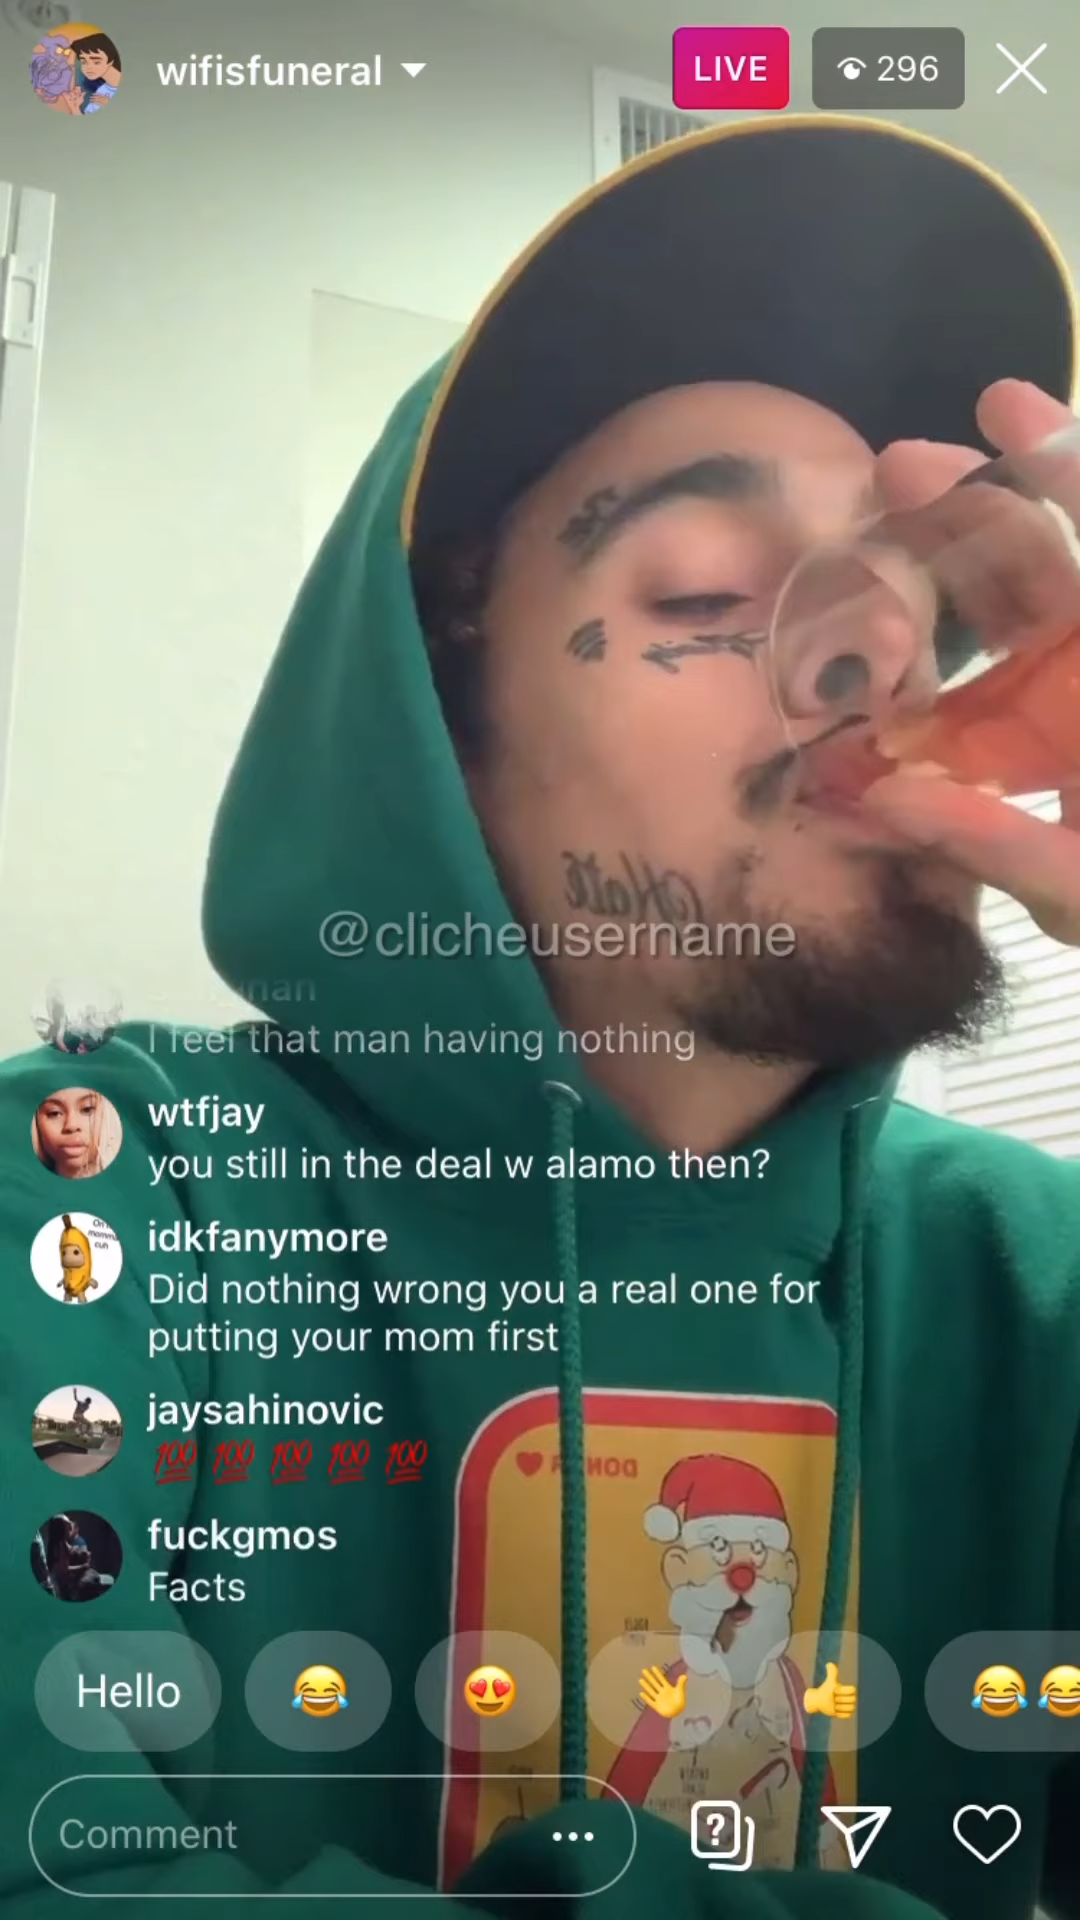 wifisfuneral
LIVE
296
@clicheusername
I feel that man having nothing
wtfjay
you still in the deal w alamo then?
idkfanymore
Did nothing wrong you a real one for
putting your mom first
jaysahinovic
💯 💯 💯 💯 💯
fuckgmos
Facts
Hello
Comment
Hate